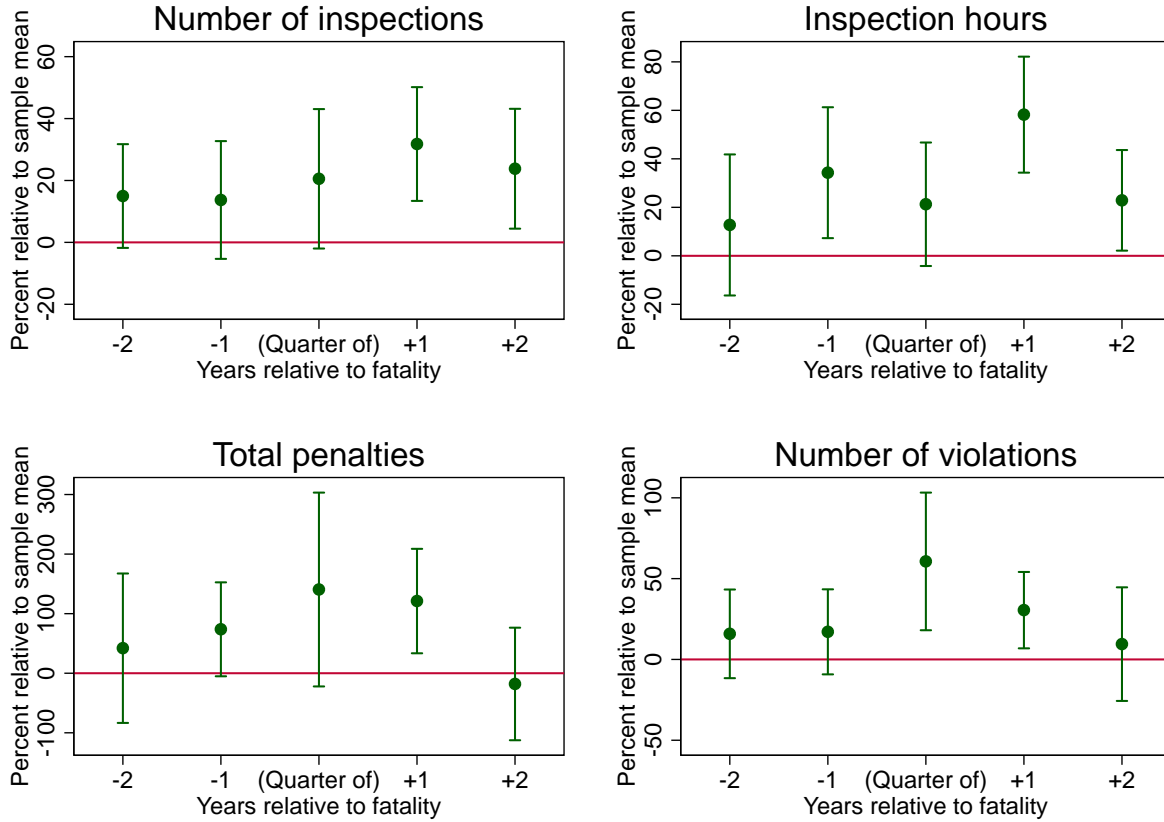 Number of inspections
Percent relative to sample mean
60
40
20
0
-20
-2 -1 (Quarter of) +1 +2
Years relative to fatality
Inspection hours
Percent relative to sample mean
80
60
40
20
0
-20
-2 -1 (Quarter of) +1 +2
Years relative to fatality
Total penalties
Percent relative to sample mean
300
200
100
0
-100
-2 -1 (Quarter of) +1 +2
Years relative to fatality
Number of violations
Percent relative to sample mean
100
50
0
-50
-2 -1 (Quarter of) +1 +2
Years relative to fatality